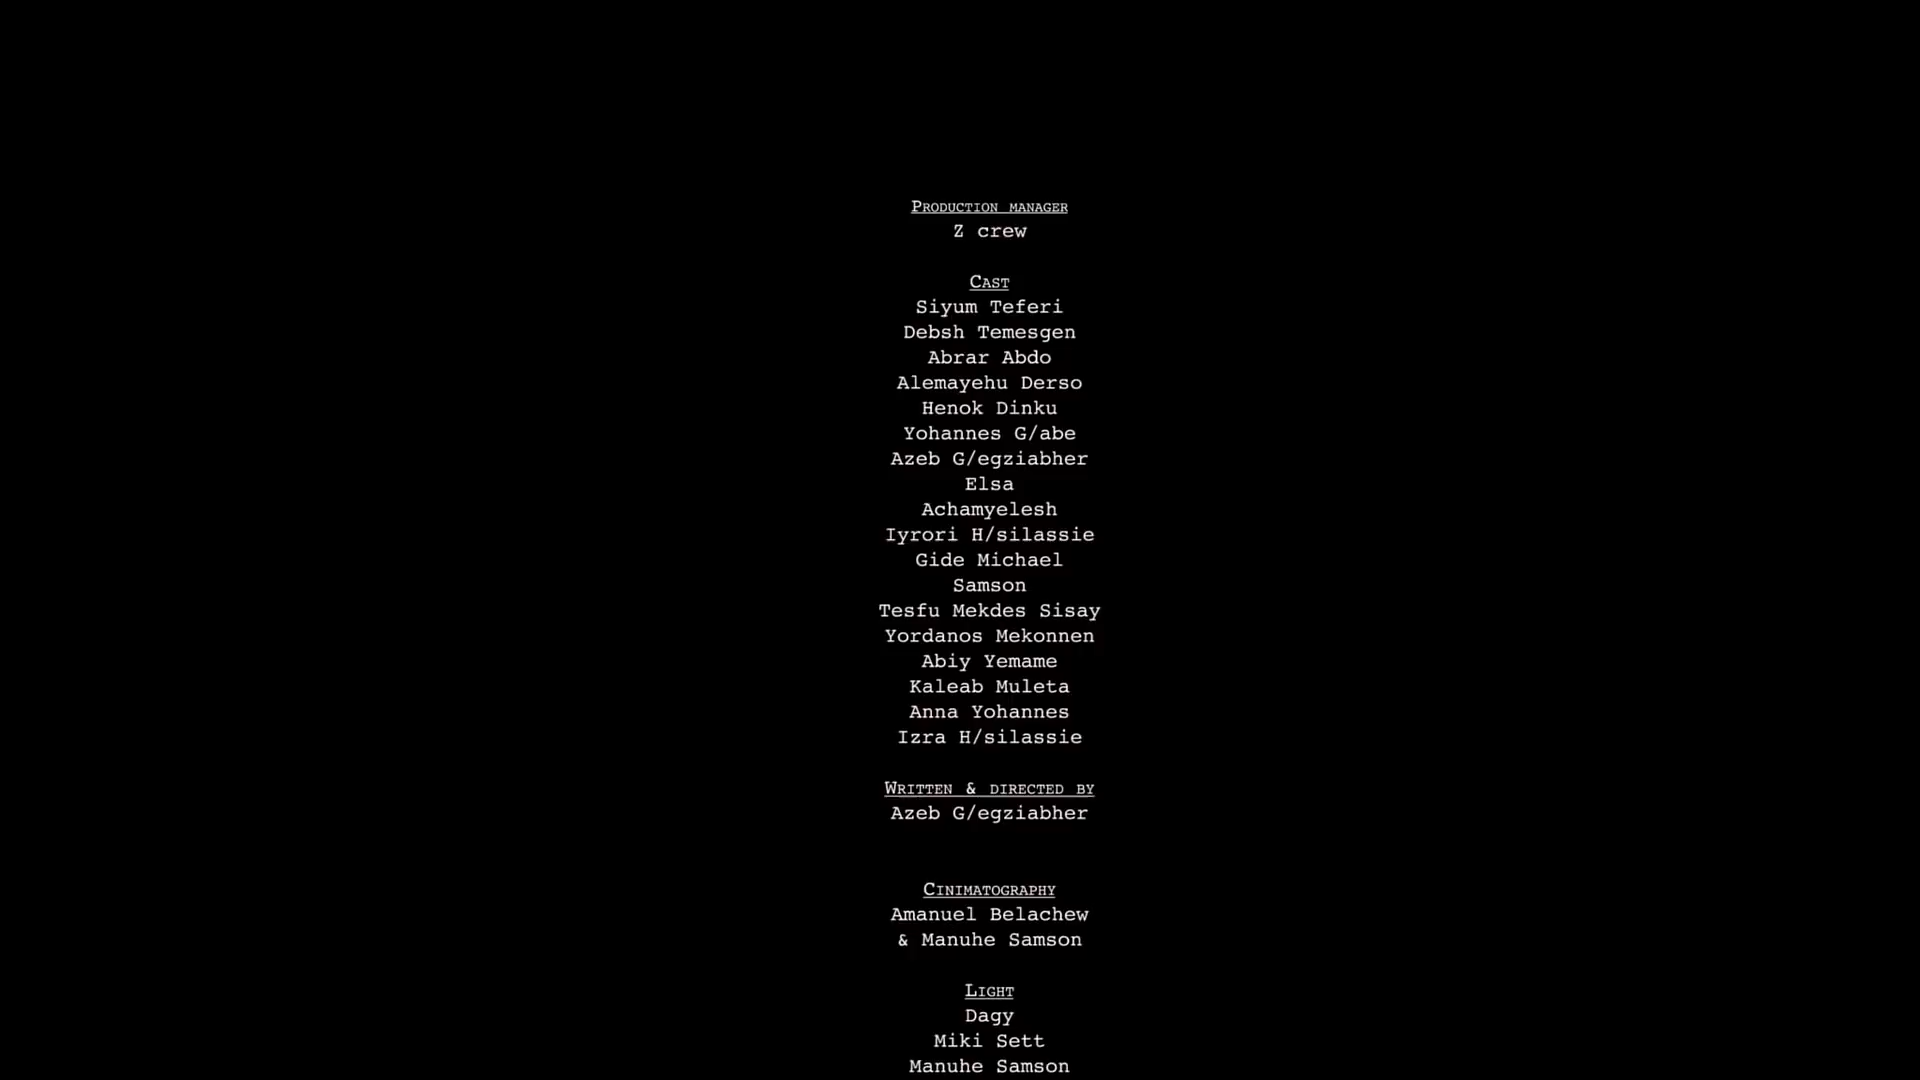 Production manager
Z crew
Cast
Siyum Teferi
Debsh Temesgen
Abrar Abdo
Alemayehu Derso
Henok Dinku
Yohannes G/abe
Azeb G/egziabher
Elsa
Achamyelesh
Iyrori H/silassie
Gide Michael
Samson
Tesfu Mekdes Sisay
Yordanos Mekonnen
Abiy Yemame
Kaleab Muleta
Anna Yohannes
Izra H/silassie
Written & directed by
Azeb G/egziabher
Cinimatography
Amanuel Belachew
& Manuhe Samson
Light
Dagy
Miki Sett
Manuhe Samson